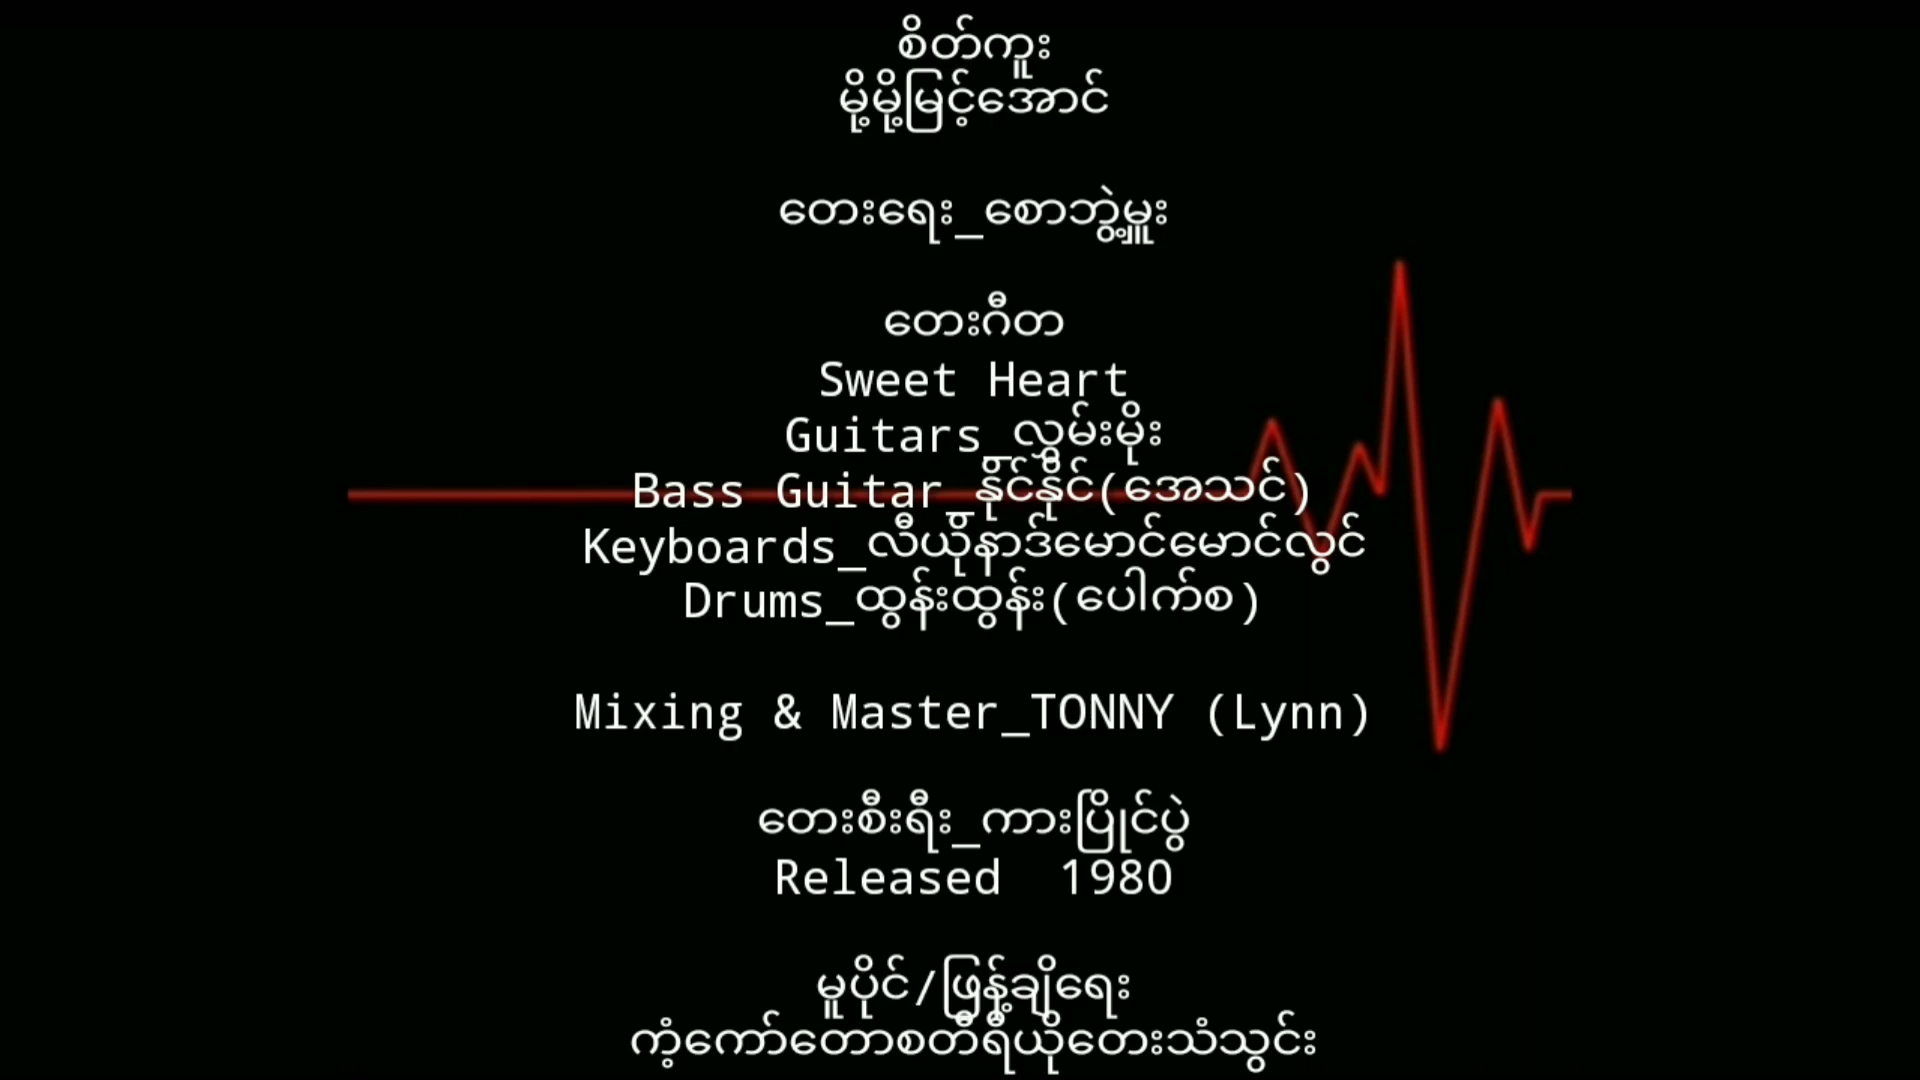 စိတ်ကူး
မို့မို့မြင့်အောင်
တေးရေး_စောဘွဲ့မှူး
တေးဂီတ
Sweet Heart
Guitars_လွှမ်းမိုး
Bass Guitar_နိုင်နိုင်(အေသင်)
Keyboards_လီယိုနာဒ်မောင်မောင်လွင်
Drums_ထွန်းထွန်း(ပေါက်စ)
Mixing & Master_TONNY (Lynn)
တေးစီးရီး_ကားပြိုင်ပွဲ
Released 1980
မူပိုင်/ဖြန့်ချိရေး
ကံ့ကော်တောစတီရီယိုတေးသံသွင်း